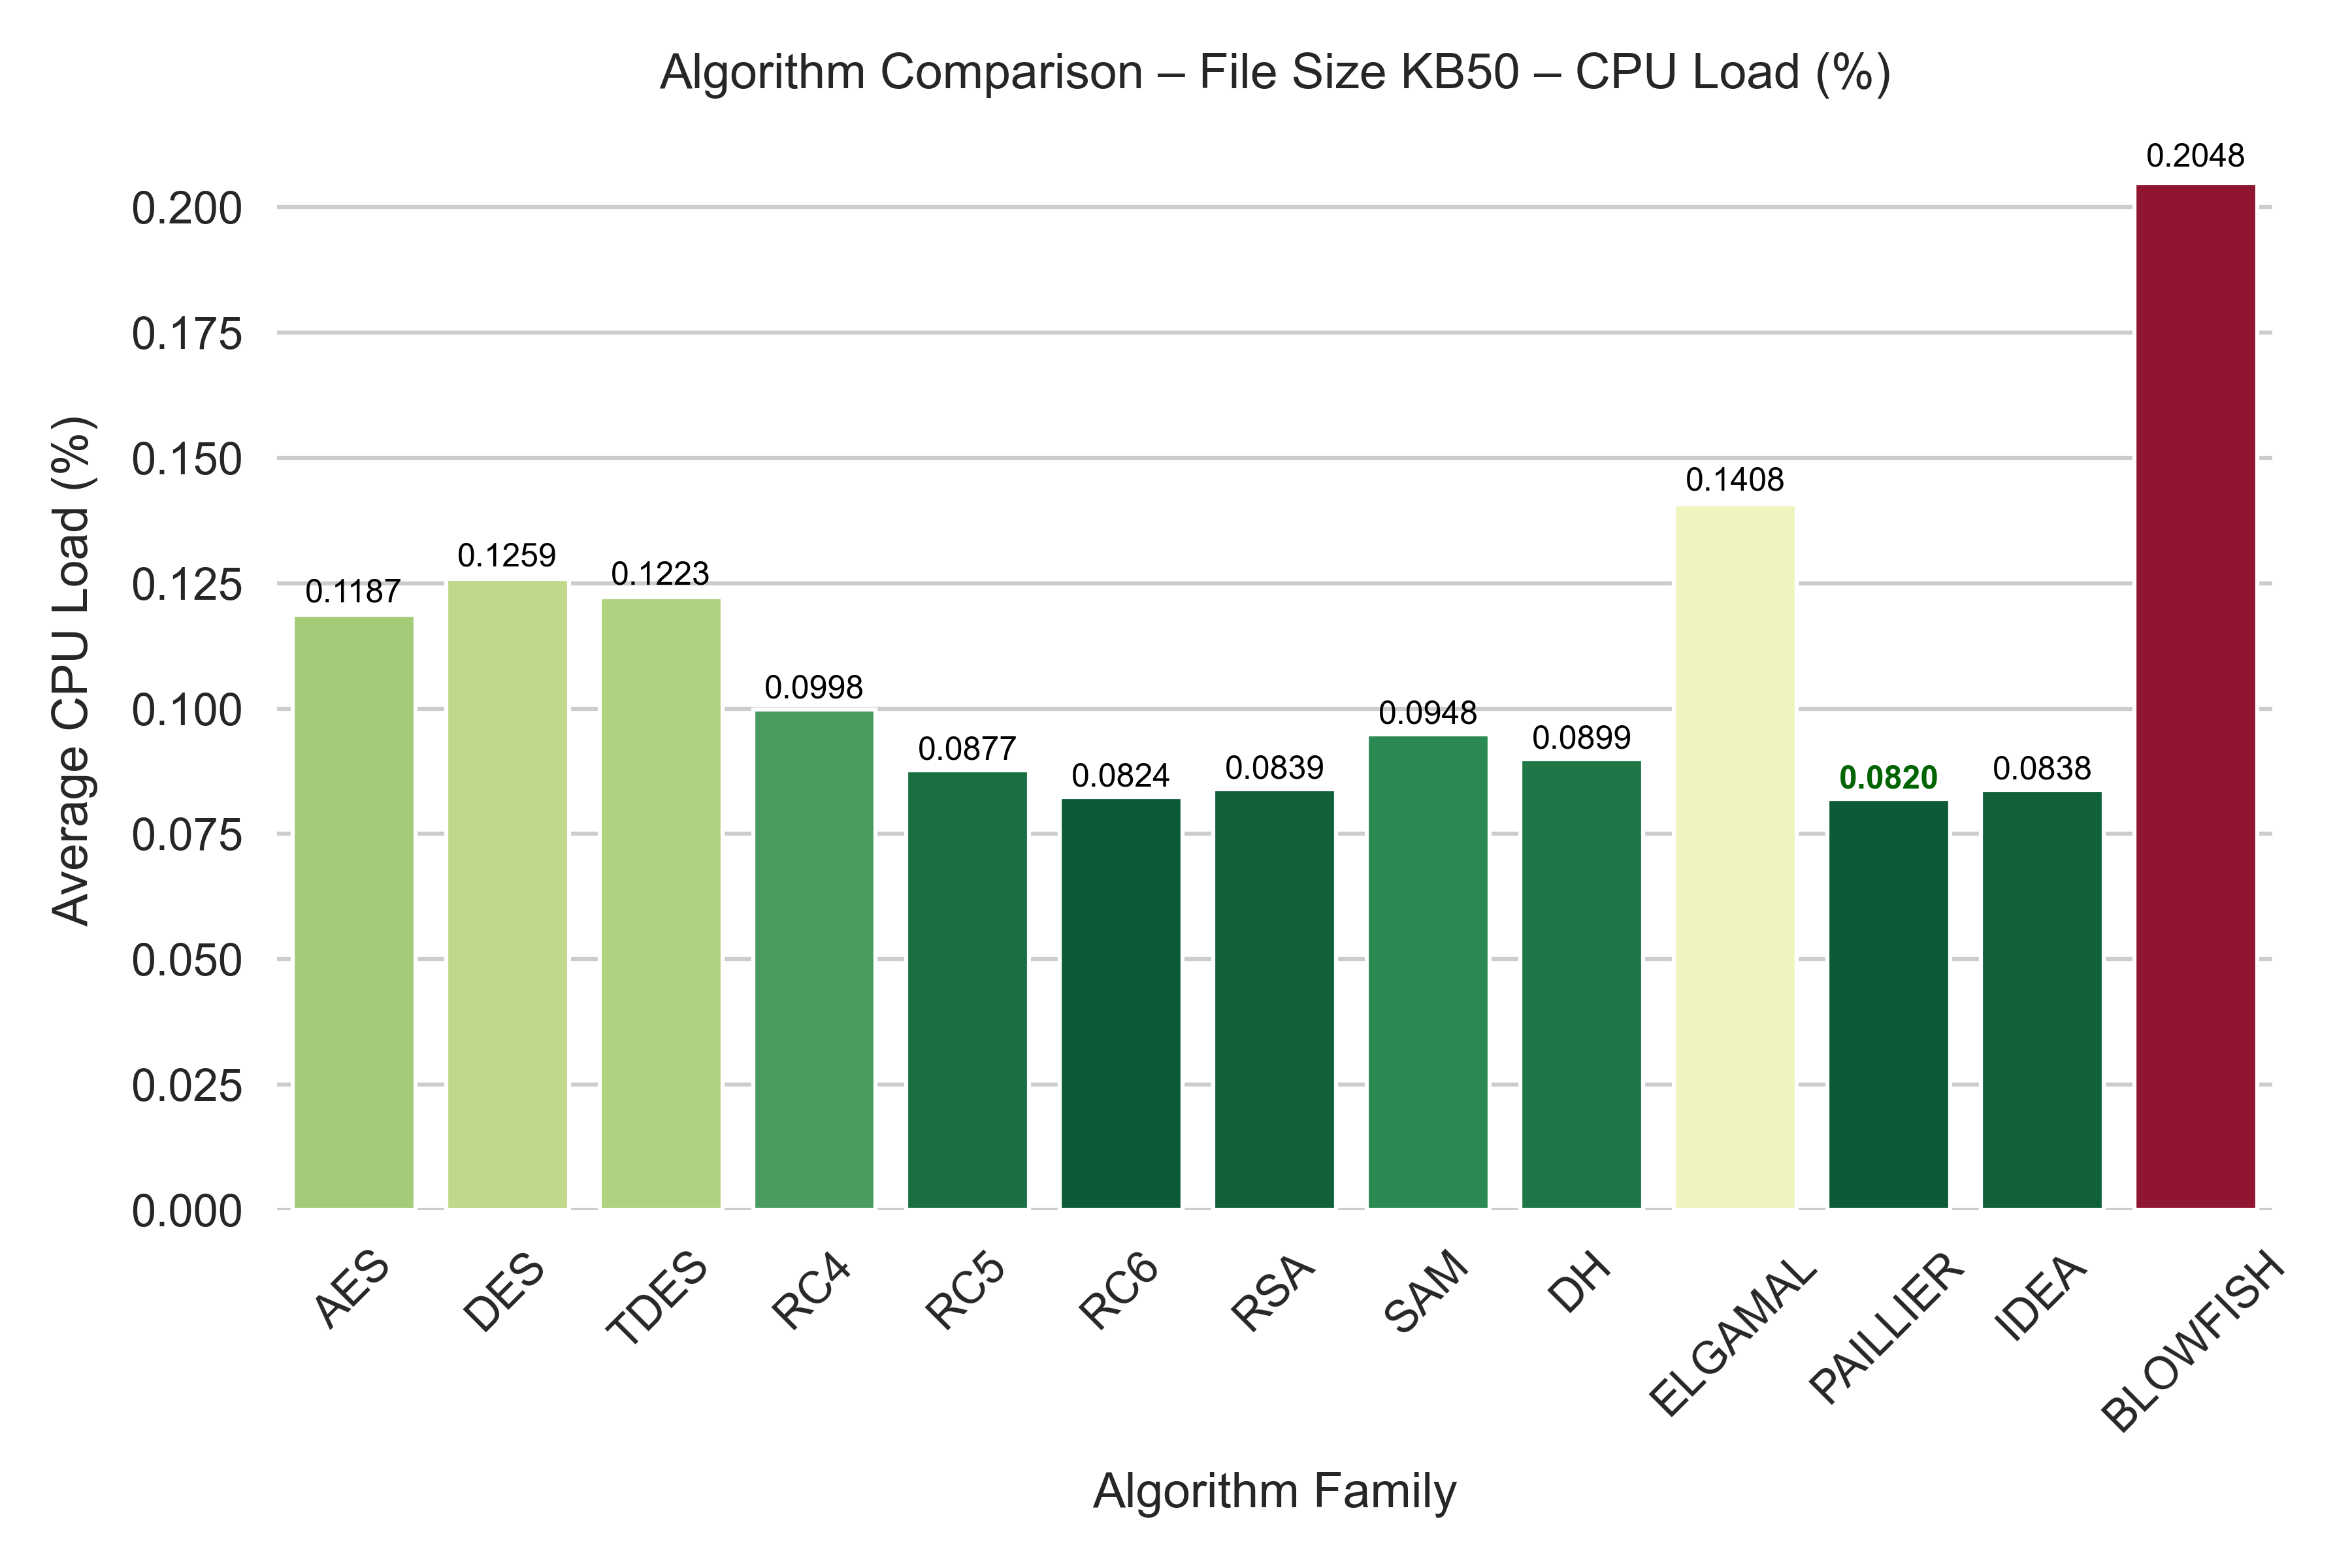 Algorithm Comparison – File Size KB50 – CPU Load (%)
Average CPU Load (%)
0.200
0.175
0.150
0.125
0.100
0.075
0.050
0.025
0.000
0.1187
0.1259
0.1223
0.0998
0.0877
0.0824
0.0839
0.0948
0.0899
0.1408
0.0820
0.0838
0.2048
AES
DES
TDES
RC4
RC5
RC6
RSA
SAM
DH
ELGAMAL
PAILLIER
IDEA
BLOWFISH
Algorithm Family